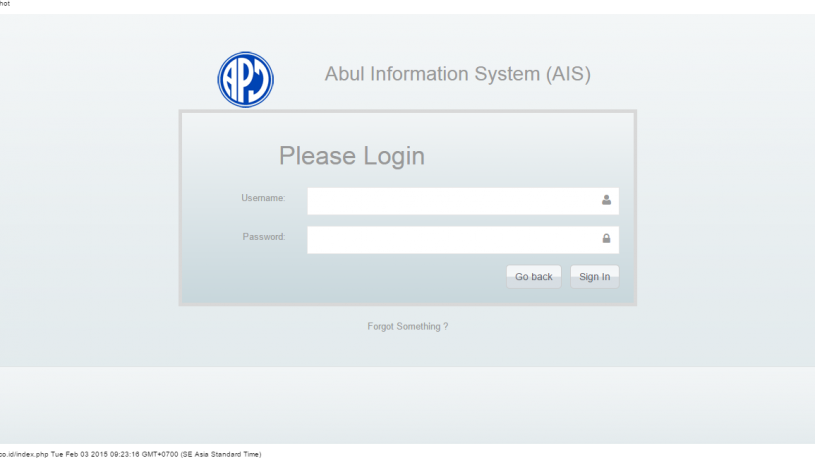 hot
APJ
Abul Information System (AIS)
Please Login
Username:
Password:
Go back
Sign In
Forgot Something ?
co.id/index.php Tue Feb 03 2015 09:23:16 GMT+0700 (SE Asia Standard Time)